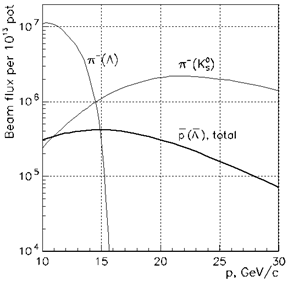 Beam flux per 10¹³ pot
10⁷
10⁶
10⁵
10⁴
π⁻(Λ)
π⁻(K⁰ₛ)
p̄(Λ̄), total
10 15 20 25 30
p, GeV/c